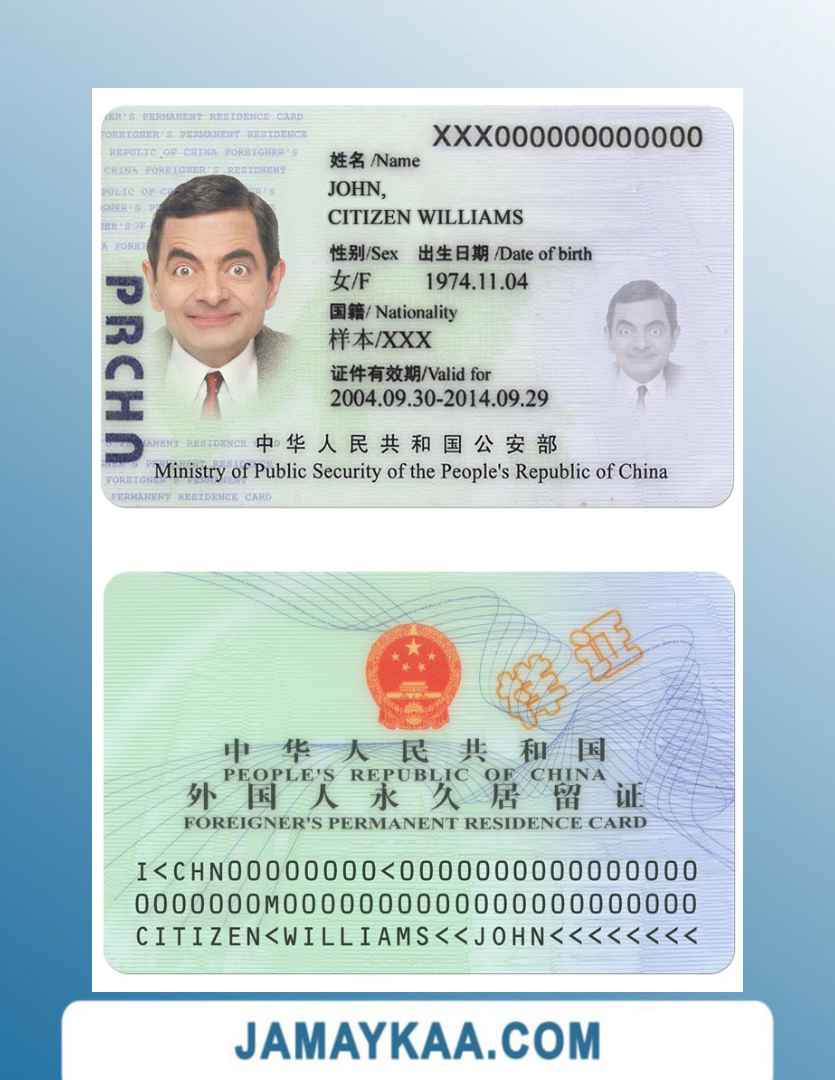 XXX000000000000
ER'S PERMANENT RESIDENCE CARD
FOREIGNER'S PERMANENT RESIDENCE
REPULIC OF CHINA FOREIGNER'S
CHINA FOREIGNER'S RESIDNENT
姓名 /Name
JOHN,
CITIZEN WILLIAMS
性别/Sex 出生日期 /Date of birth
女/F 1974.11.04
国籍/ Nationality
样本/XXX
证件有效期/Valid for
2004.09.30-2014.09.29
PRCHN
中华人民共和国公安部
Ministry of Public Security of the People's Republic of China
PERMANENT RESIDENCE CARD
样证
中华人民共和国
PEOPLE'S REPUBLIC OF CHINA
外国人永久居留证
FOREIGNER'S PERMANENT RESIDENCE CARD
I<CHN00000000<000000000000000
0000000M0000000000000000000000
CITIZEN<WILLIAMS<<JOHN<<<<<<<<
JAMAYKAA.COM